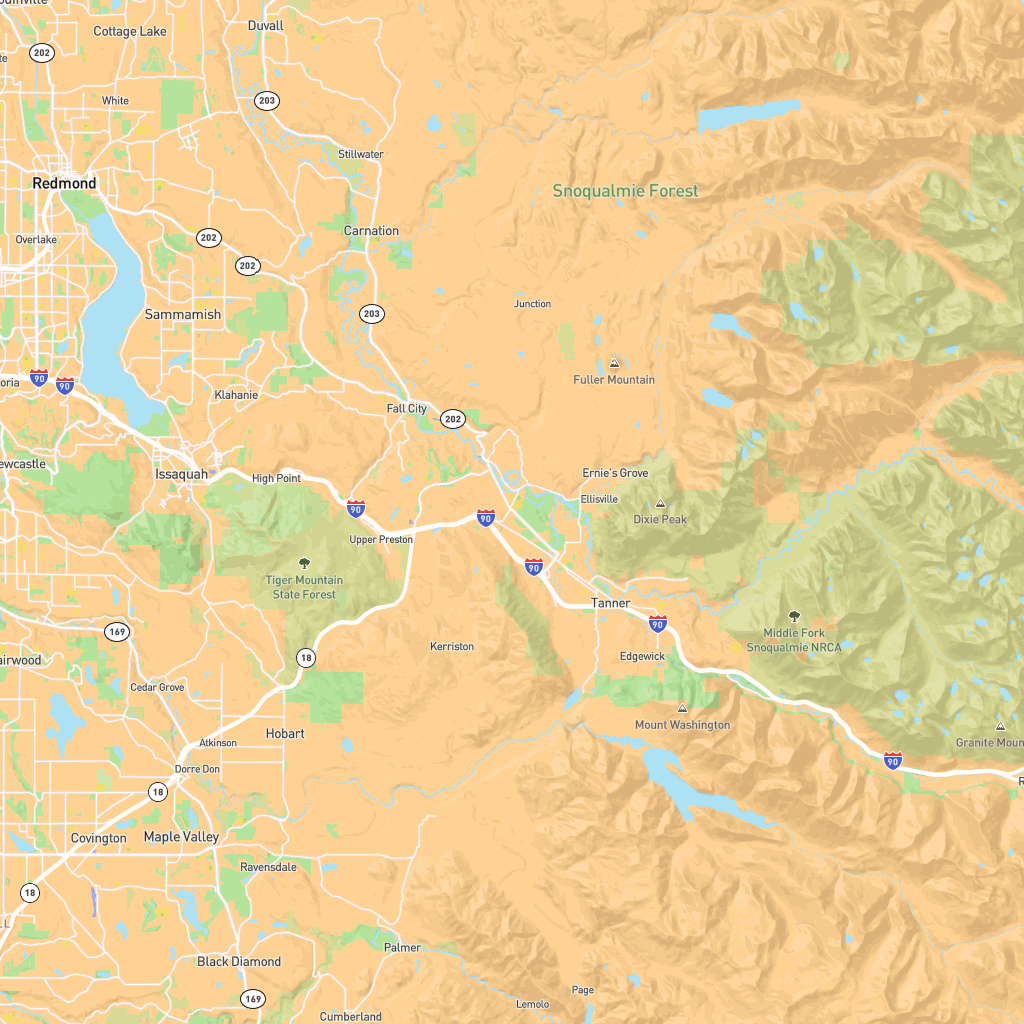 Duvall
Cottage Lake
202
White
203
Stillwater
Redmond
Snoqualmie Forest
Carnation
Overlake
202
202
Sammamish
Junction
203
Fuller Mountain
90
90
Klahanie
Fall City
202
Issaquah
High Point
Ernie's Grove
Ellisville
90
90
Dixie Peak
Upper Preston
90
Tiger Mountain
State Forest
Tanner
90
Middle Fork
Snoqualmie NRCA
169
Kerriston
Edgewick
18
Cedar Grove
Mount Washington
Hobart
Atkinson
Granite Moun
90
Dorre Don
18
Covington
Maple Valley
Ravensdale
18
Palmer
Black Diamond
169
Page
Lemolo
Cumberland